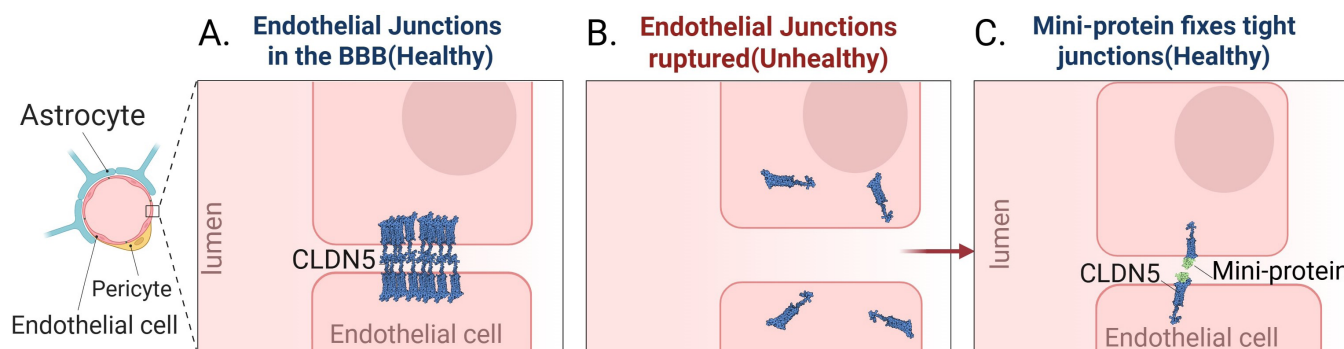 A.
Endothelial Junctions
in the BBB(Healthy)
B.
Endothelial Junctions
ruptured(Unhealthy)
C.
Mini-protein fixes tight
junctions(Healthy)
Astrocyte
Pericyte
Endothelial cell
lumen
CLDN5
Endothelial cell
lumen
CLDN5
Mini-protein
Endothelial cell